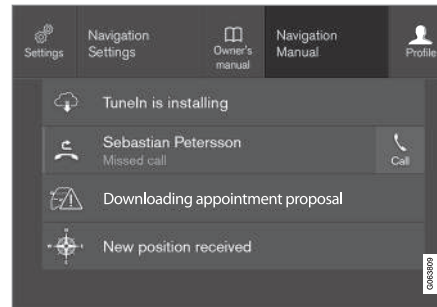 Settings
Navigation
Settings
Owner's
manual
Navigation
Manual
Profile
TuneIn is installing
Sebastian Petersson
Missed call
Call
Downloading appointment proposal
New position received
G063809